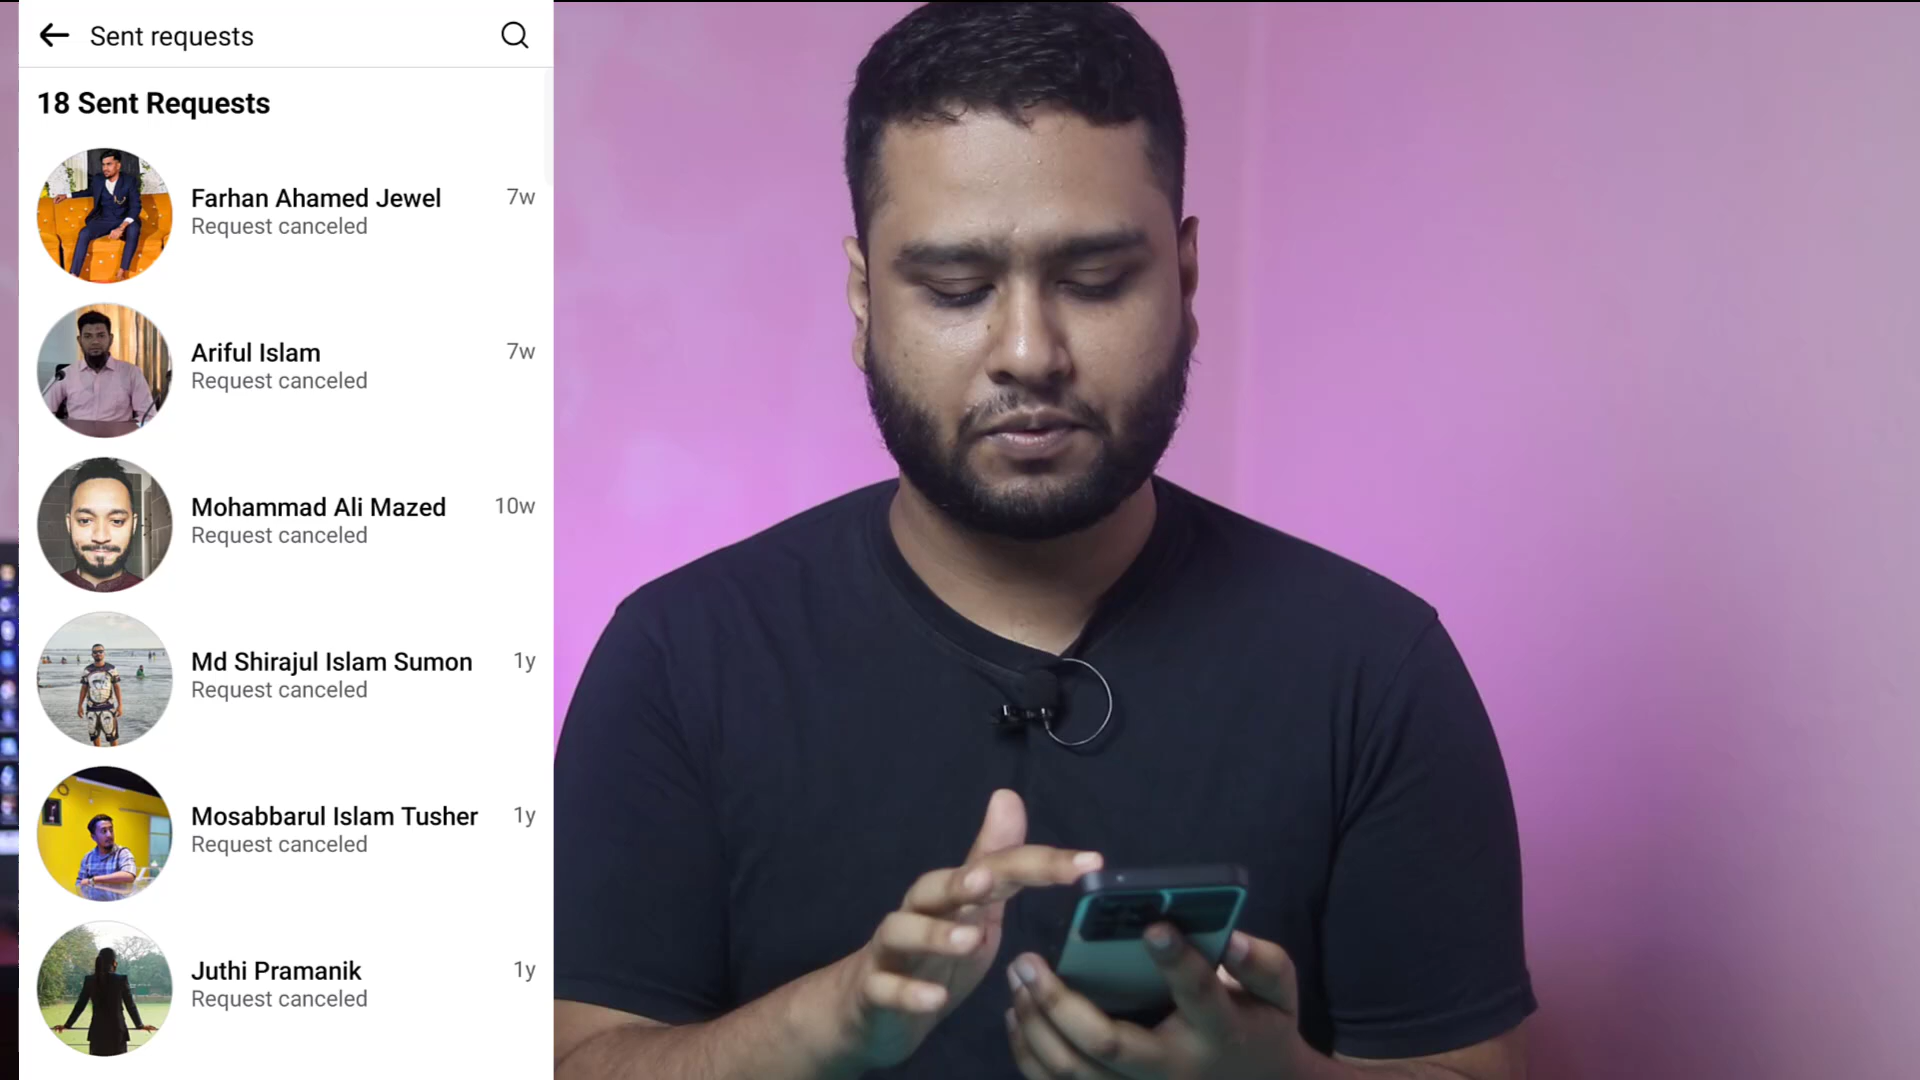 Sent requests
18 Sent Requests
Farhan Ahamed Jewel 7w
Request canceled
Ariful Islam 7w
Request canceled
Mohammad Ali Mazed 10w
Request canceled
Md Shirajul Islam Sumon 1y
Request canceled
Mosabbarul Islam Tusher 1y
Request canceled
Juthi Pramanik 1y
Request canceled